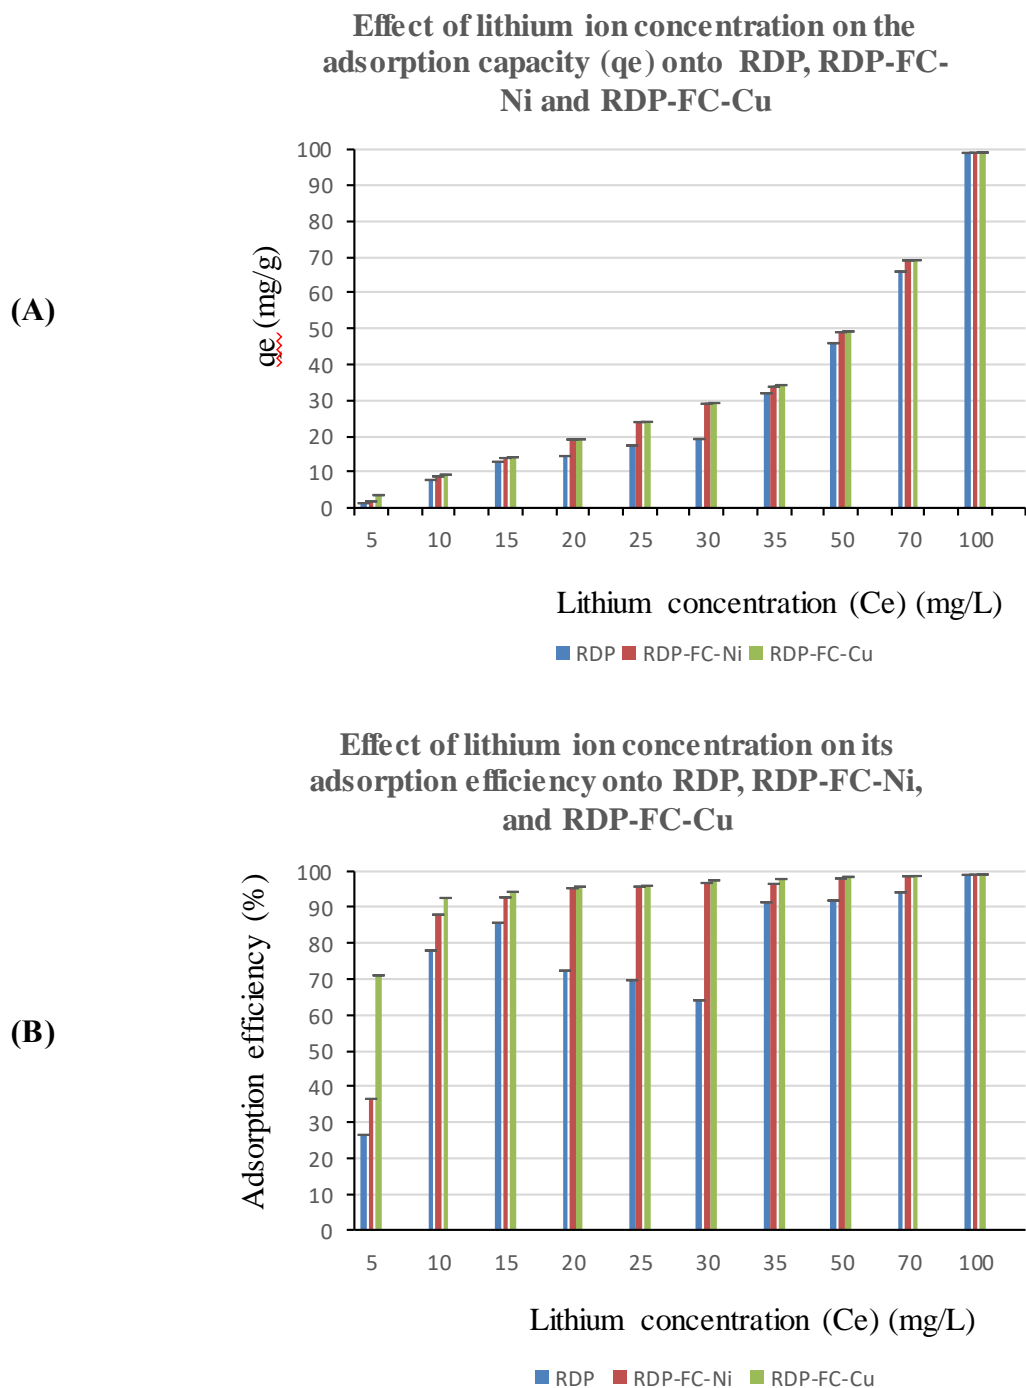 Effect of lithium ion concentration on the
adsorption capacity (qe) onto RDP, RDP-FC-
Ni and RDP-FC-Cu
100
90
80
70
60
50
40
30
20
10
0
qe (mg/g)
(A)
5 10 15 20 25 30 35 50 70 100
Lithium concentration (Ce) (mg/L)
RDP RDP-FC-Ni RDP-FC-Cu
Effect of lithium ion concentration on its
adsorption efficiency onto RDP, RDP-FC-Ni,
and RDP-FC-Cu
100
90
80
70
60
50
40
30
20
10
0
Adsorption efficiency (%)
(B)
5 10 15 20 25 30 35 50 70 100
Lithium concentration (Ce) (mg/L)
RDP RDP-FC-Ni RDP-FC-Cu